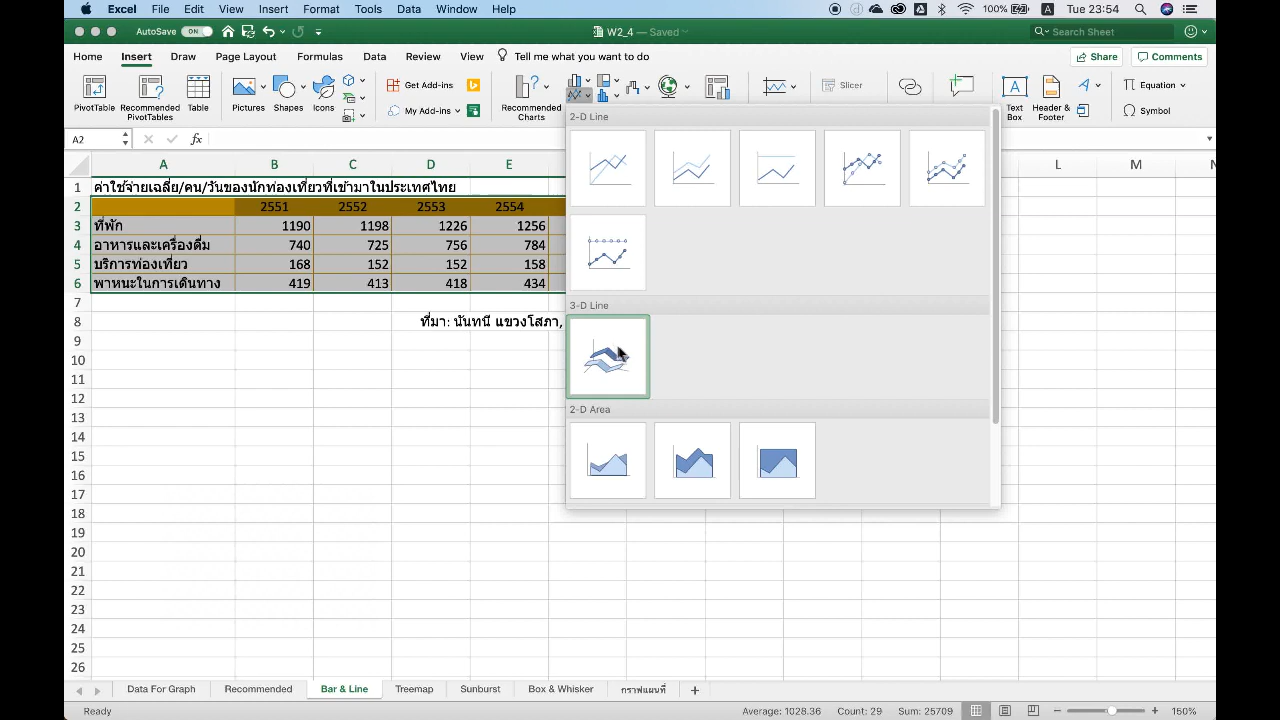 Excel File Edit View Insert Format Tools Data Window Help 100% A Tue 23:54
AutoSave ON W2_4 — Saved Search Sheet
Home Insert Draw Page Layout Formulas Data Review View Tell me what you want to do Share Comments
PivotTable Recommended PivotTables Table Pictures Shapes Icons Get Add-ins My Add-ins Recommended Charts Slicer Text Box Header & Footer Equation Symbol
A2 fx
2-D Line
A B C D E L M N
1 ค่าใช้จ่ายเฉลี่ย/คน/วันของนักท่องเที่ยวที่เข้ามาในประเทศไทย
2 2551 2552 2553 2554
3 ที่พัก 1190 1198 1226 1256
4 อาหารและเครื่องดื่ม 740 725 756 784
5 บริการท่องเที่ยว 168 152 152 158
6 พาหนะในการเดินทาง 419 413 418 434
7
3-D Line
8 ที่มา: นันทนี แขวงโสภา,
9
10
11
12
2-D Area
13
14
15
16
17
18
19
20
21
22
23
24
25
26
Data For Graph Recommended Bar & Line Treemap Sunburst Box & Whisker กราฟแผนที่ +
Ready Average: 1028.36 Count: 29 Sum: 25709 160%